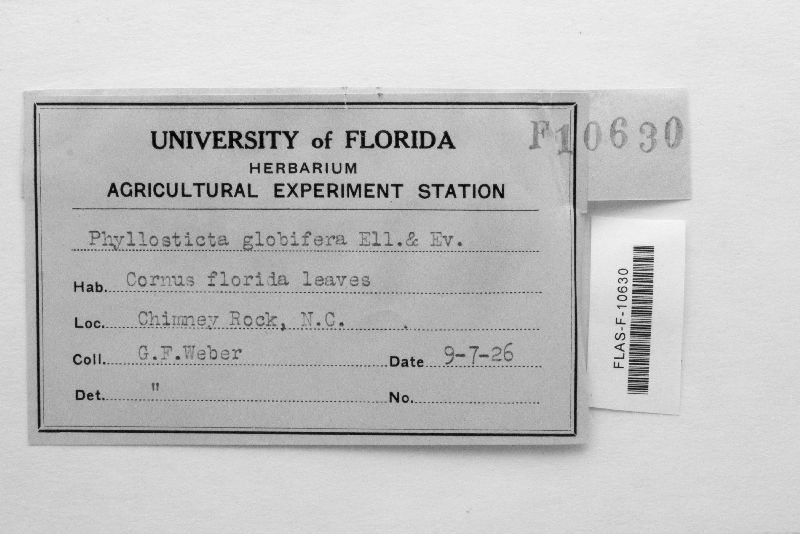 UNIVERSITY of FLORIDA
HERBARIUM
AGRICULTURAL EXPERIMENT STATION
F10630
Phyllosticta globifera Ell.& Ev.
Hab. Cornus florida leaves
Loc. Chimney Rock, N.C.
Coll. G.F.Weber Date 9-7-26
Det. " No.
FLAS-F-10630